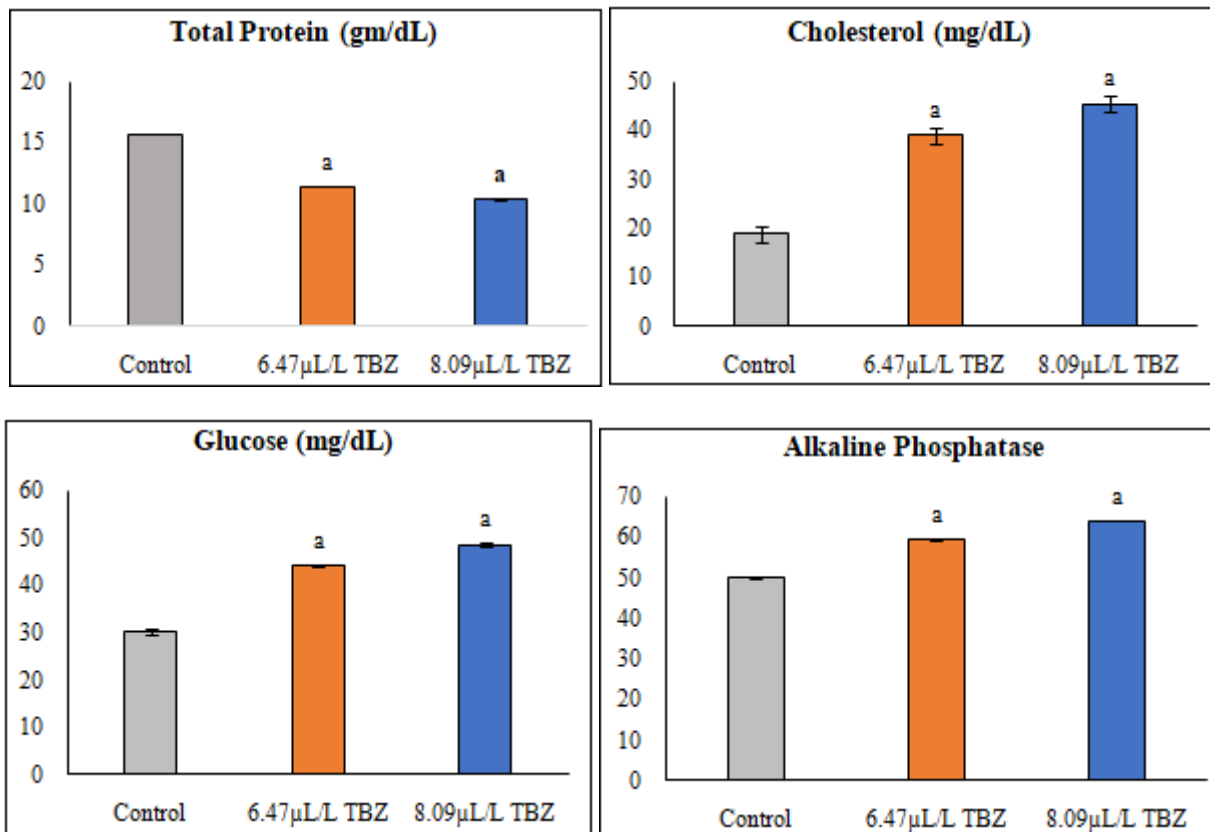 Total Protein (gm/dL)
20
15
10
5
0
a
a
Control
6.47µL/L TBZ
8.09µL/L TBZ
Cholesterol (mg/dL)
50
40
30
20
10
0
a
a
Control
6.47µL/L TBZ
8.09µL/L TBZ
Glucose (mg/dL)
60
50
40
30
20
10
0
a
a
Control
6.47µL/L TBZ
8.09µL/L TBZ
Alkaline Phosphatase
70
60
50
40
30
20
10
0
a
a
Control
6.47µL/L TBZ
8.09µL/L TBZ